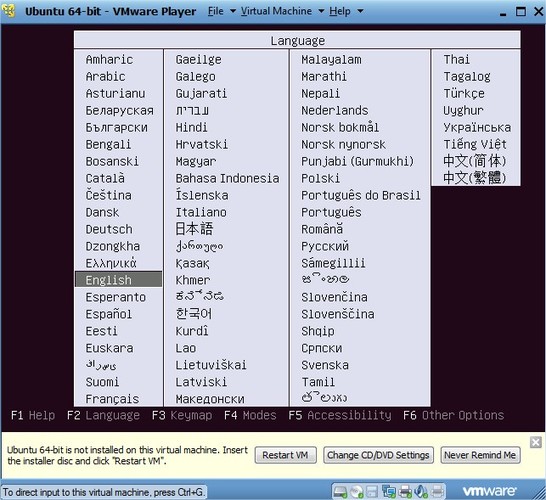 Ubuntu 64-bit - VMware Player File Virtual Machine Help
Language
Amharic
Arabic
Asturianu
Беларуская
Български
Bengali
Bosanski
Català
Čeština
Dansk
Deutsch
Dzongkha
Ελληνικά
English
Esperanto
Español
Eesti
Euskara
Suomi
Français
Gaeilge
Galego
Gujarati
עברית
Hindi
Hrvatski
Magyar
Bahasa Indonesia
Íslenska
Italiano
日本語
ქართული
Қазақ
Khmer
ಕನ್ನಡ
한국어
Kurdî
Lao
Lietuviškai
Latviski
Македонски
Malayalam
Marathi
Nepali
Nederlands
Norsk bokmål
Norsk nynorsk
Punjabi (Gurmukhi)
Polski
Português do Brasil
Português
Română
Русский
Sámegillii
සිංහල
Slovenčina
Slovenščina
Shqip
Српски
Svenska
Tamil
తెలుగు
Thai
Tagalog
Türkçe
Uyghur
Українська
Tiếng Việt
中文(简体)
中文(繁體)
F1 Help F2 Language F3 Keymap F4 Modes F5 Accessibility F6 Other Options
Ubuntu 64-bit is not installed on this virtual machine. Insert
the installer disc and click "Restart VM".
Restart VM
Change CD/DVD Settings
Never Remind Me
To direct input to this virtual machine, press Ctrl+G.
vmware